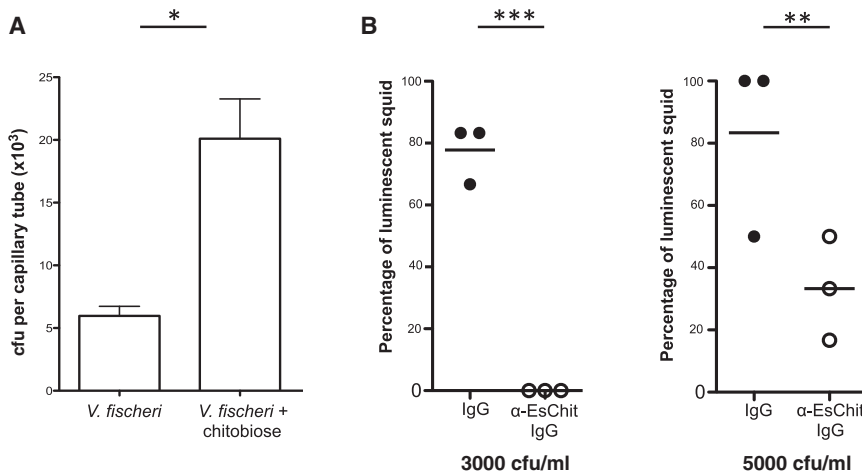 A
*
cfu per capillary tube (x10³)
25
20
15
10
5
0
V. fischeri
V. fischeri +
chitobiose
B
***
Percentage of luminescent squid
100
80
60
40
20
0
IgG
α-EsChit
IgG
3000 cfu/ml
**
Percentage of luminescent squid
100
80
60
40
20
0
IgG
α-EsChit
IgG
5000 cfu/ml